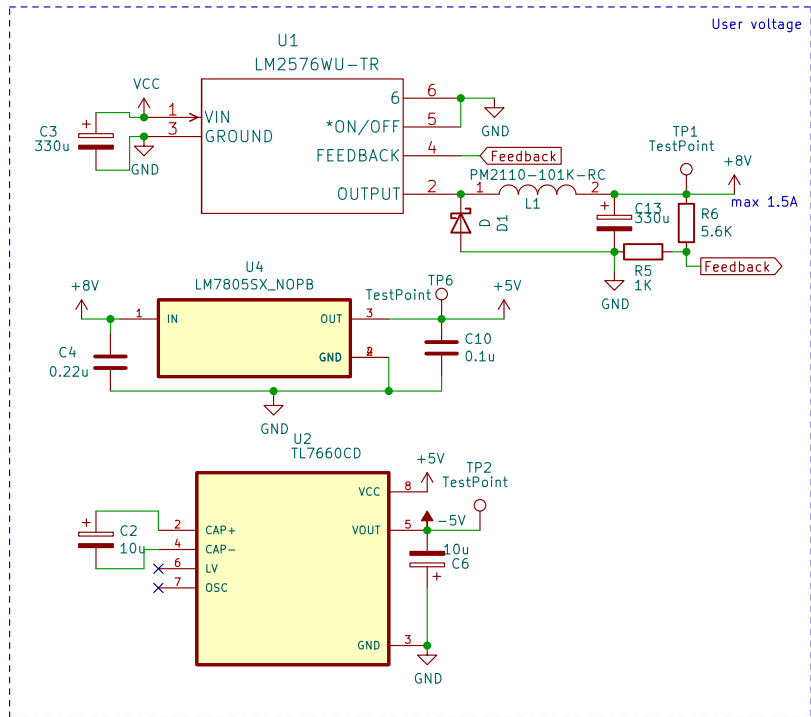 User voltage
U1
LM2576WU-TR
VCC
C3
330u
1
VIN
3
GROUND
GND
6
6
*ON/OFF
5
GND
FEEDBACK
4
Feedback
OUTPUT
2
PM2110-101K-RC
1
2
L1
D
D1
TP1
TestPoint
+8V
max 1.5A
C13
330u
R6
5.6K
R5
1K
Feedback
GND
U4
LM7805SX_NOPB
+8V
1
IN
OUT
3
TP6
TestPoint
+5V
C4
0.22u
GND
C10
0.1u
GND
U2
TL7660CD
+5V
VCC
8
TP2
TestPoint
C2
10u
2
CAP+
4
CAP-
6
LV
7
OSC
VOUT
5
-5V
10u
C6
GND
3
GND